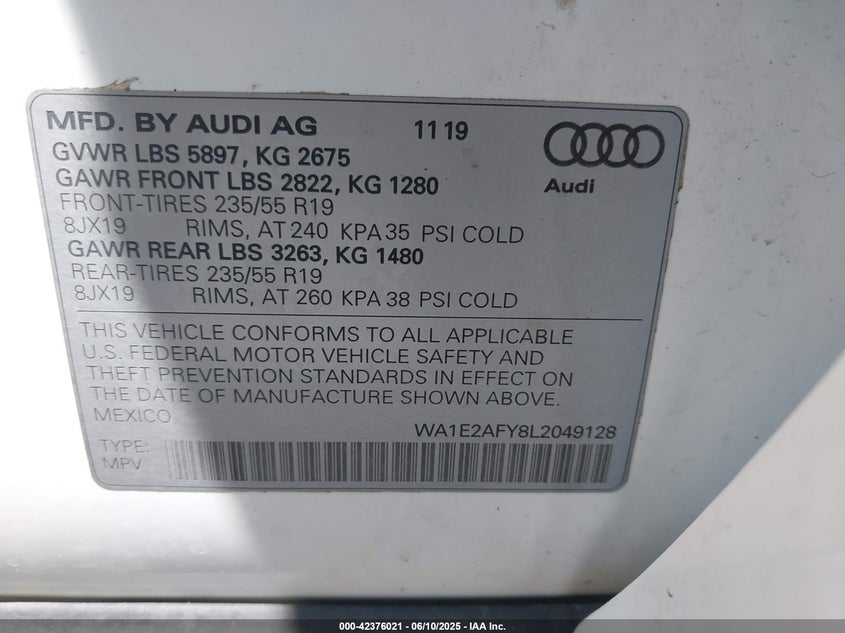 MFD. BY AUDI AG 11 19
GVWR LBS 5897, KG 2675
GAWR FRONT LBS 2822, KG 1280
Audi
FRONT-TIRES 235/55 R19
8JX19 RIMS, AT 240 KPA 35 PSI COLD
GAWR REAR LBS 3263, KG 1480
REAR-TIRES 235/55 R19
8JX19 RIMS, AT 260 KPA 38 PSI COLD
THIS VEHICLE CONFORMS TO ALL APPLICABLE
U.S. FEDERAL MOTOR VEHICLE SAFETY AND
THEFT PREVENTION STANDARDS IN EFFECT ON
THE DATE OF MANUFACTURE SHOWN ABOVE.
MEXICO
WA1E2AFY8L2049128
TYPE:
MPV
000-42376021 - 06/10/2025 - IAA Inc.